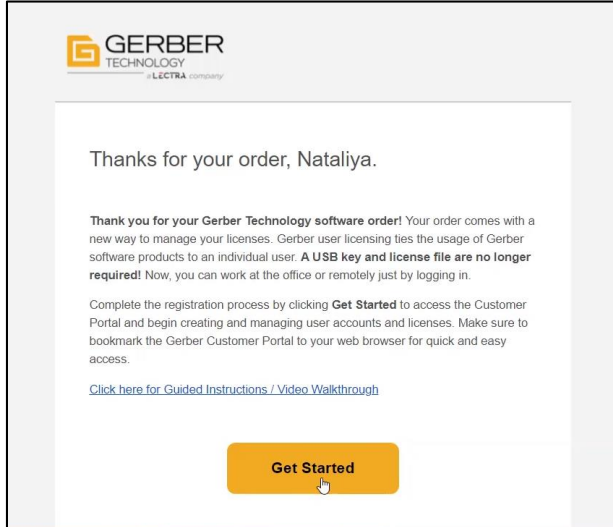 GERBER
TECHNOLOGY
a LECTRA company
Thanks for your order, Nataliya.
Thank you for your Gerber Technology software order! Your order comes with a
new way to manage your licenses. Gerber user licensing ties the usage of Gerber
software products to an individual user. A USB key and license file are no longer
required! Now, you can work at the office or remotely just by logging in.
Complete the registration process by clicking Get Started to access the Customer
Portal and begin creating and managing user accounts and licenses. Make sure to
bookmark the Gerber Customer Portal to your web browser for quick and easy
access.
Click here for Guided Instructions / Video Walkthrough
Get Started